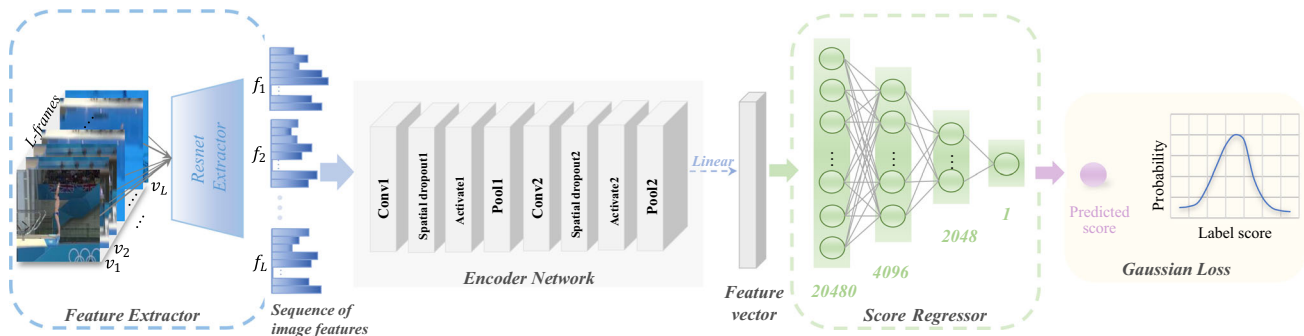 L-frames
v_L
v_2
v_1
Resnet
Extractor
Feature Extractor
f_1
f_2
f_L
Sequence of
image features
Conv1
Spatial dropout1
Activate1
Pool1
Conv2
Spatial dropout2
Activate2
Pool2
Encoder Network
Linear
Feature
vector
20480
4096
2048
1
Score Regressor
Predicted
score
Probability
Label score
Gaussian Loss